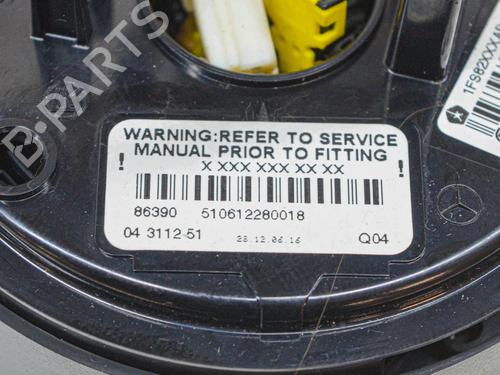 WARNING:REFER TO SERVICE
MANUAL PRIOR TO FITTING
! X XXX XXX XX XX !
86390 510612280018
04 3112 51 28 12.06.16 Q04
1FS82XXXA
B-PARTS